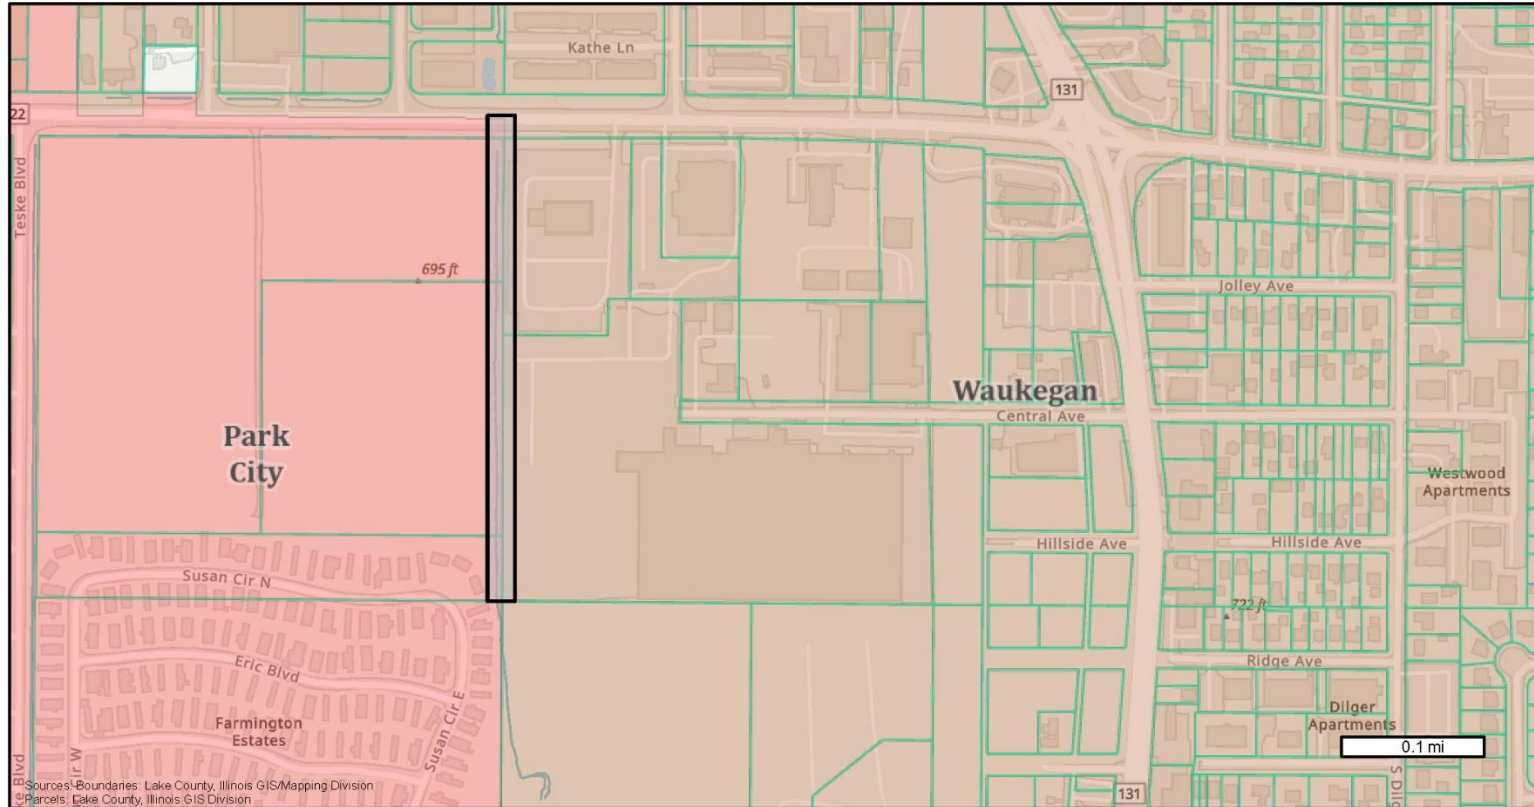 Kathe Ln
131
22
Teske Blvd
695 ft
Jolley Ave
Waukegan
Central Ave
Park
City
Westwood
Apartments
Hillside Ave
Hillside Ave
Susan Cir N
722 ft
Ridge Ave
Eric Blvd
Susan Cir E
Farmington
Estates
Dilger
Apartments
0.1 mi
Cir W
Blvd
131
Sources: Boundaries: Lake County, Illinois GIS/Mapping Division
Parcels: Lake County, Illinois GIS Division